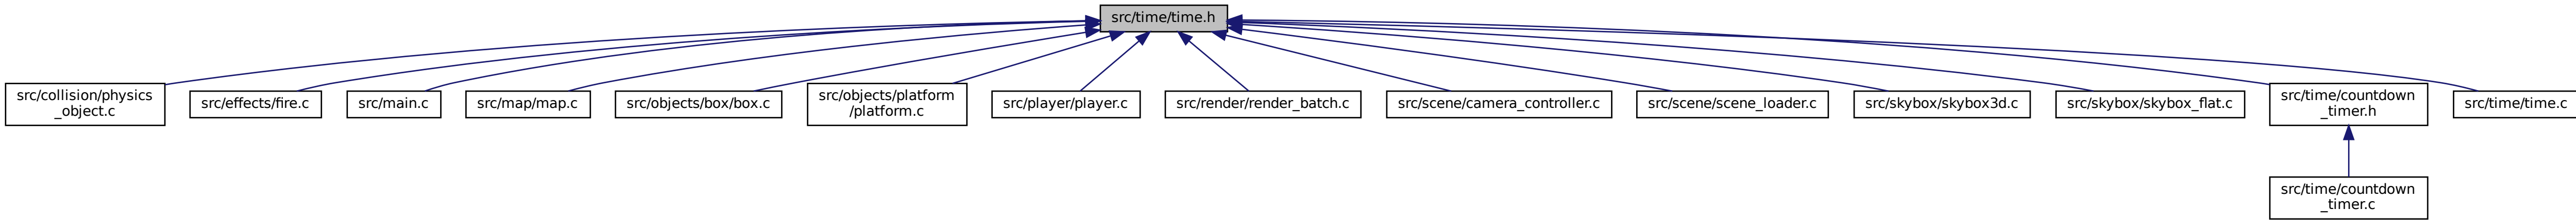 src/time/time.h
src/collision/physics
_object.c
src/effects/fire.c
src/main.c
src/map/map.c
src/objects/box/box.c
src/objects/platform
/platform.c
src/player/player.c
src/render/render_batch.c
src/scene/camera_controller.c
src/scene/scene_loader.c
src/skybox/skybox3d.c
src/skybox/skybox_flat.c
src/time/countdown
_timer.h
src/time/time.c
src/time/countdown
_timer.c